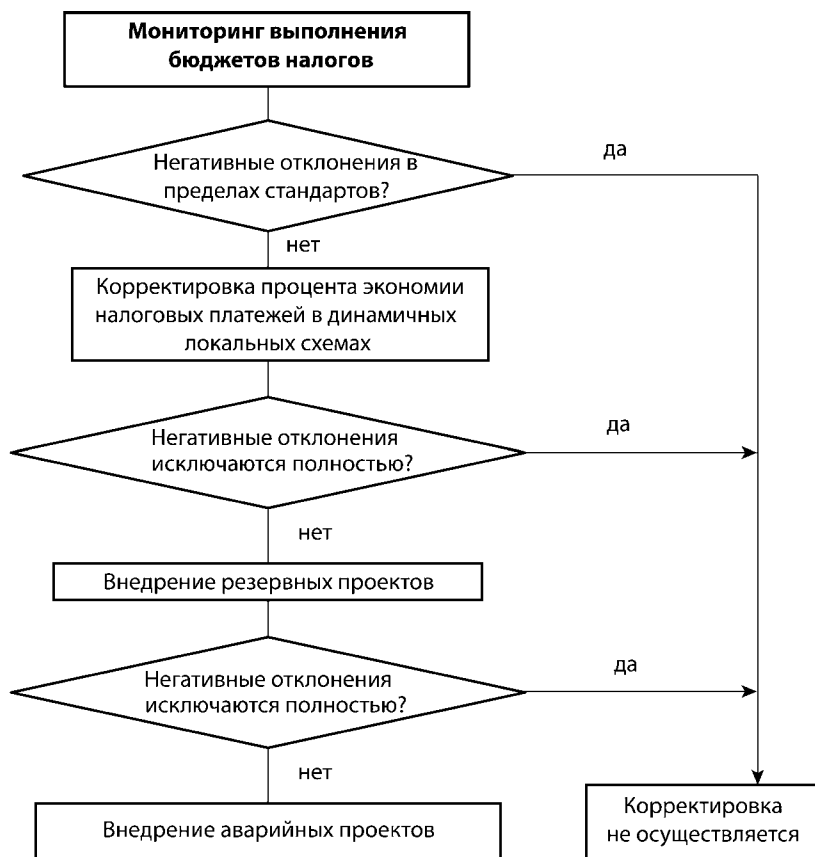 Мониторинг выполнения
бюджетов налогов
Негативные отклонения в
пределах стандартов?
да
нет
Корректировка процента экономии
налоговых платежей в динамичных
локальных схемах
Негативные отклонения
исключаются полностью?
да
нет
Внедрение резервных проектов
Негативные отклонения
исключаются полностью?
да
нет
Внедрение аварийных проектов
Корректировка
не осуществляется